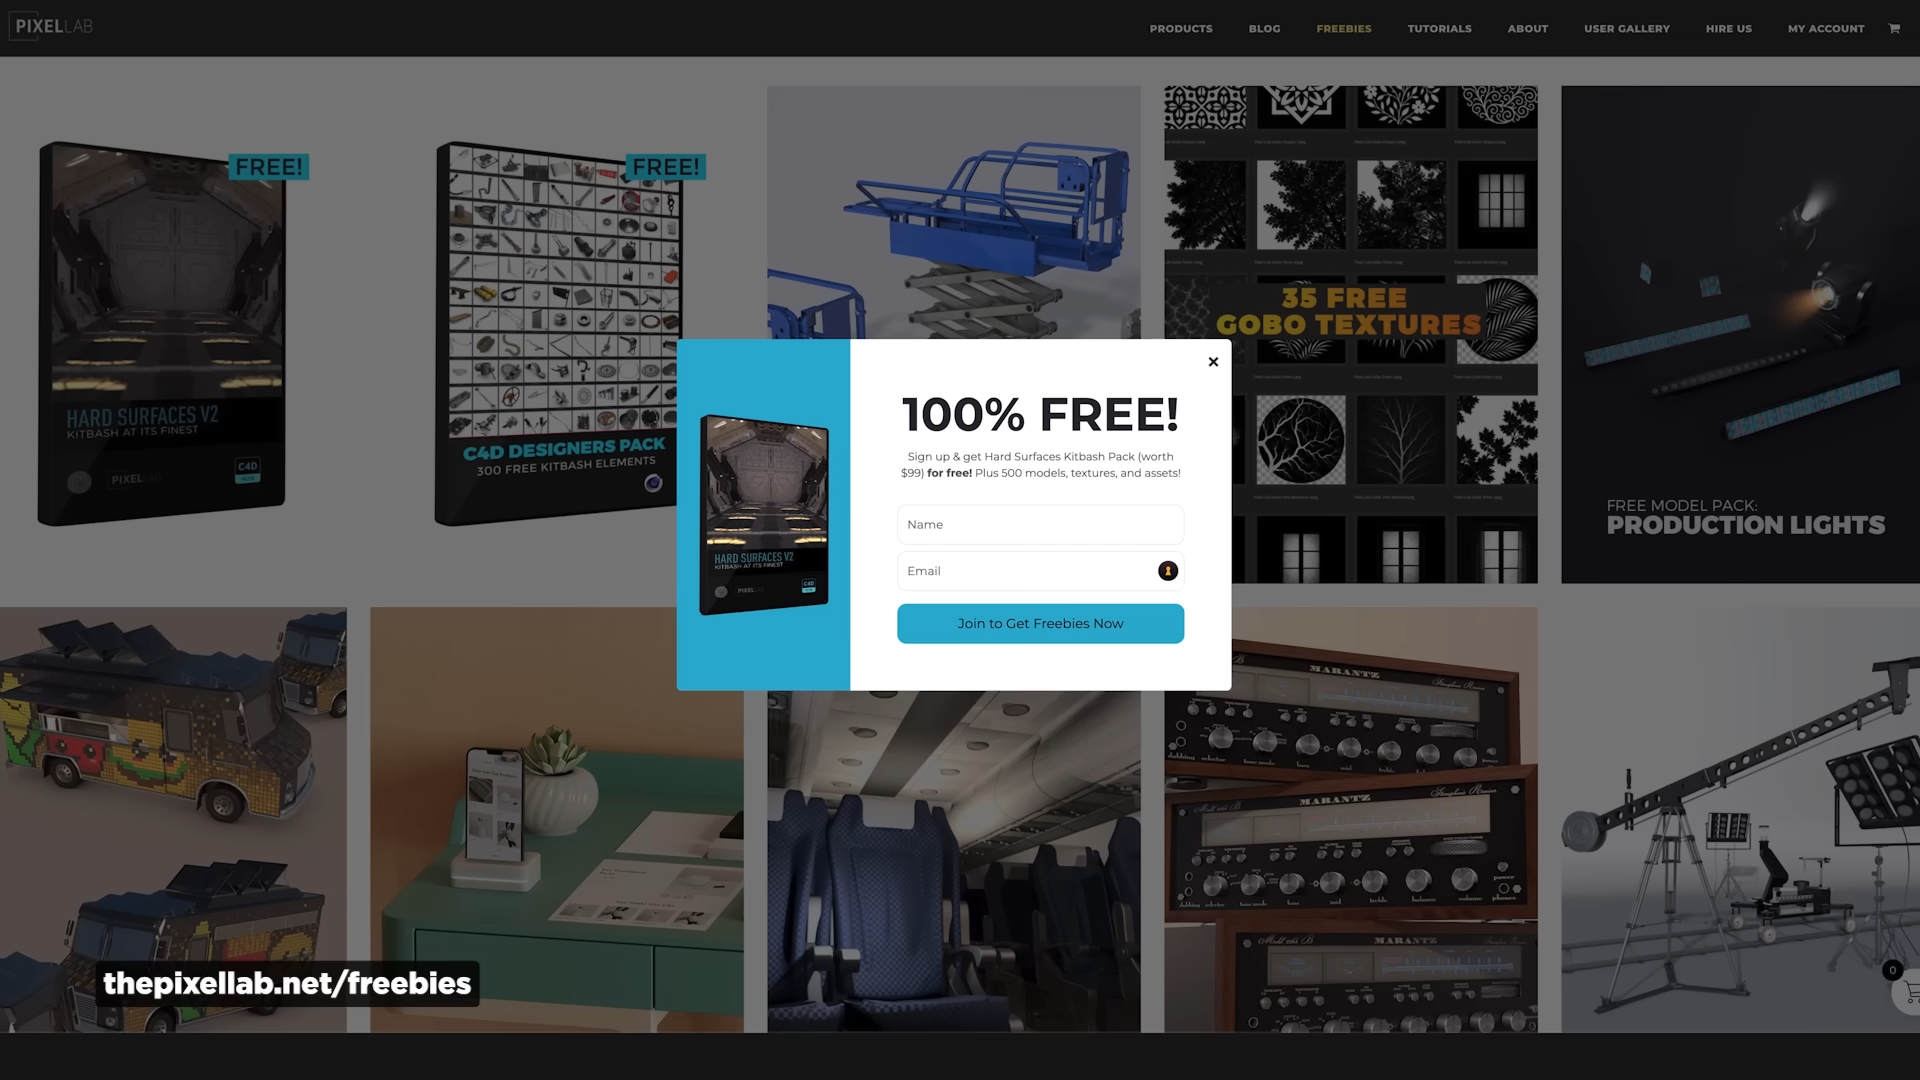 PIXELLAB
PRODUCTS
BLOG
FREEBIES
TUTORIALS
ABOUT
USER GALLERY
HIRE US
MY ACCOUNT
FREE!
HARD SURFACES V2
KITBASH AT ITS FINEST
PIXELLAB
C4D
FREE!
C4D DESIGNERS PACK
300 FREE KITBASH ELEMENTS
35 FREE
GOBO TEXTURES
FREE MODEL PACK:
PRODUCTION LIGHTS
×
100% FREE!
Sign up & get Hard Surfaces Kitbash Pack (worth
$99) for free! Plus 500 models, textures, and assets!
Name
Email
Join to Get Freebies Now
HARD SURFACES V2
KITBASH AT ITS FINEST
PIXELLAB
C4D
MARANTZ
MARANTZ
MARANTZ
thepixellab.net/freebies
0